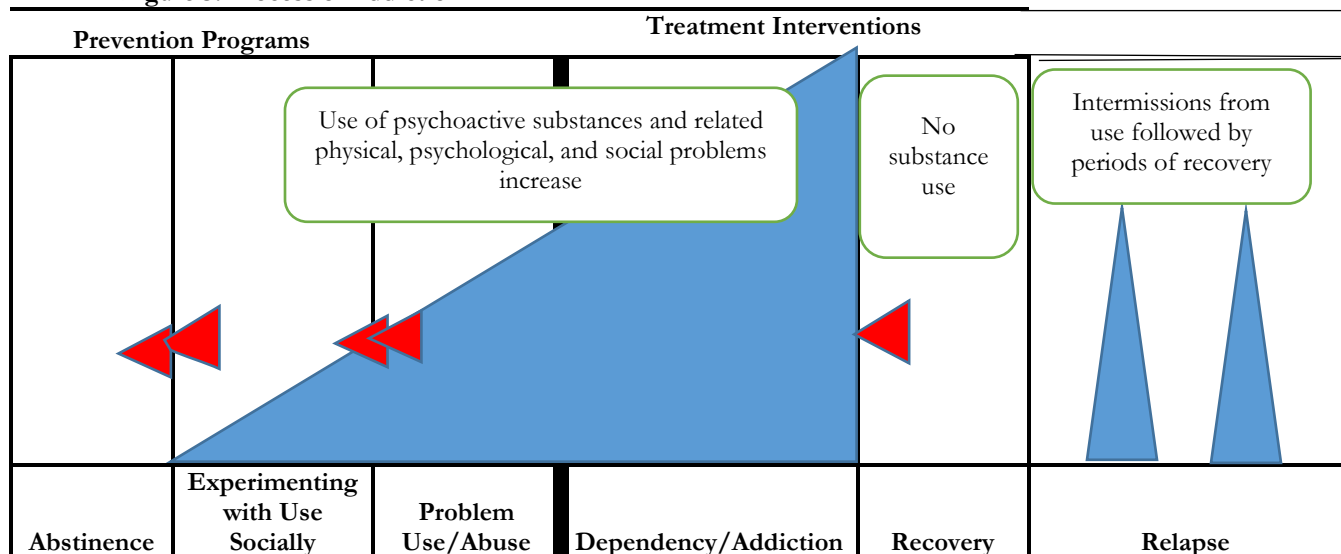 Prevention Programs
Treatment Interventions
Use of psychoactive substances and related
physical, psychological, and social problems
increase
No
substance
use
Intermissions from
use followed by
periods of recovery
Abstinence
Experimenting
with Use
Socially
Problem
Use/Abuse
Dependency/Addiction
Recovery
Relapse